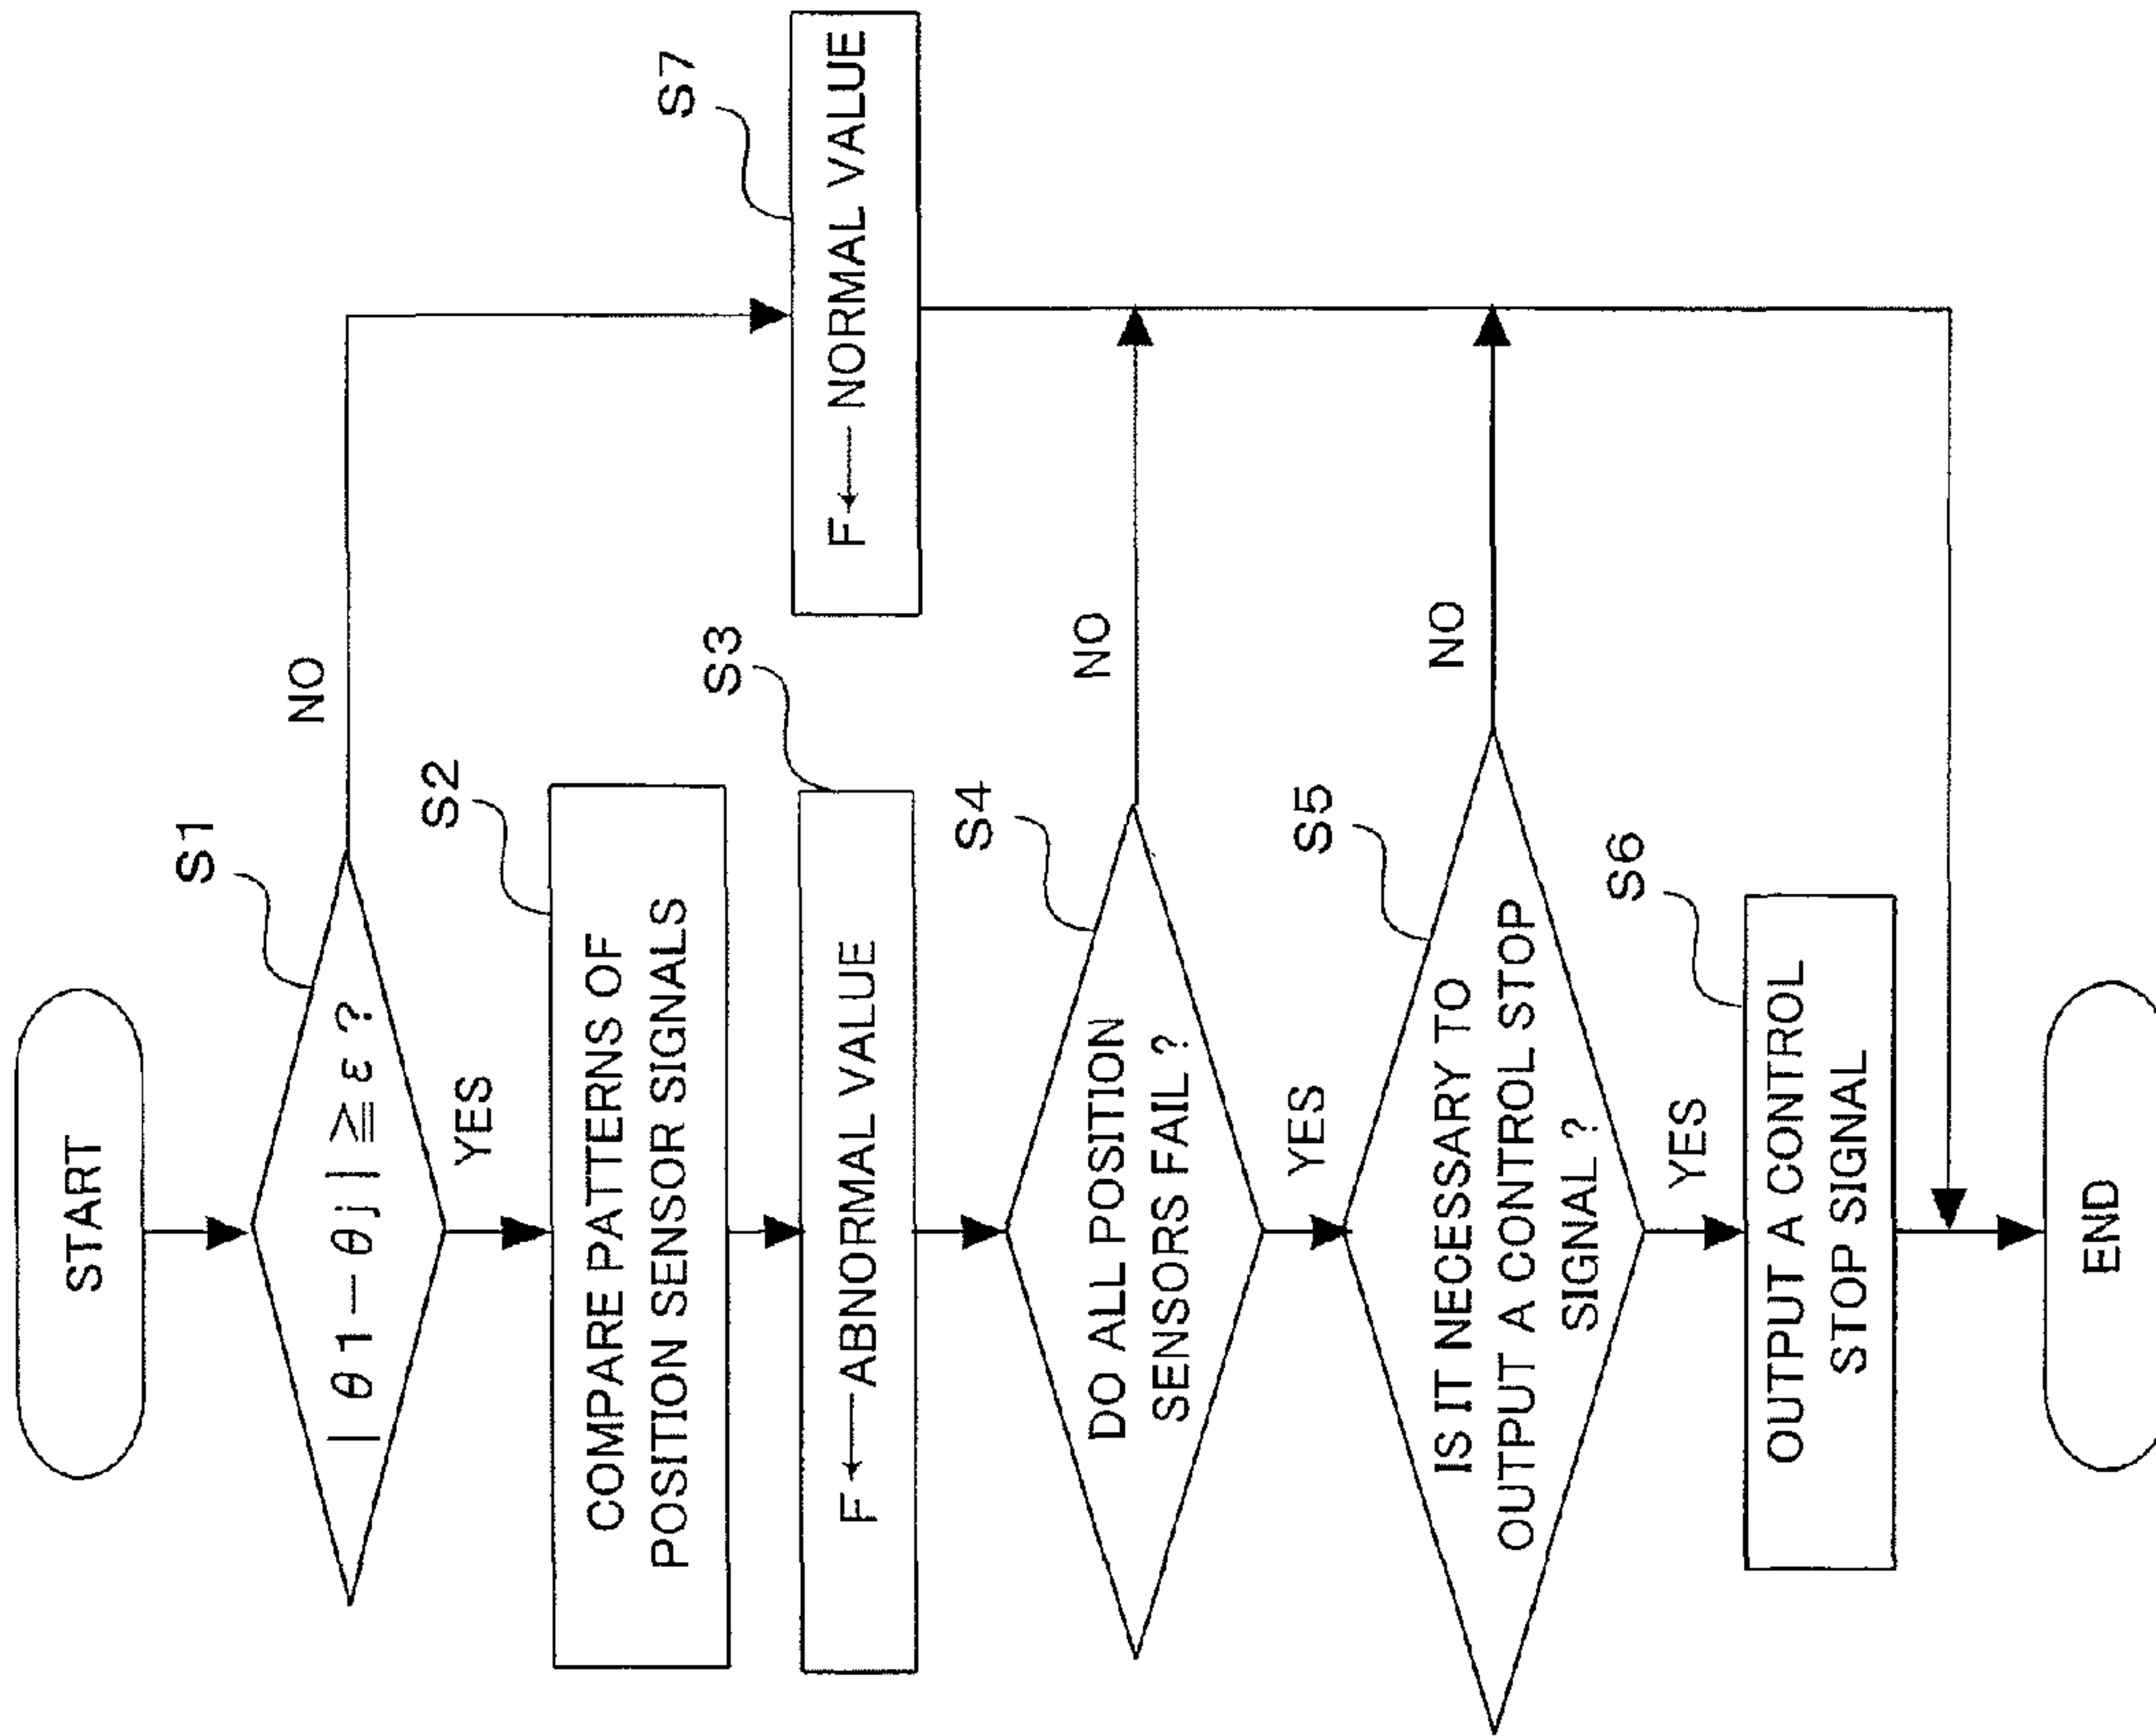 START
S1
| θ1－θj | ≧ ε ?
NO
YES
S2
COMPARE PATTERNS OF
POSITION SENSOR SIGNALS
S3
F ← ABNORMAL VALUE
S7
F ← NORMAL VALUE
S4
DO ALL POSITION
SENSORS FAIL ?
NO
YES
S5
IS IT NECESSARY TO
OUTPUT A CONTROL STOP
SIGNAL ?
NO
YES
S6
OUTPUT A CONTROL
STOP SIGNAL
END